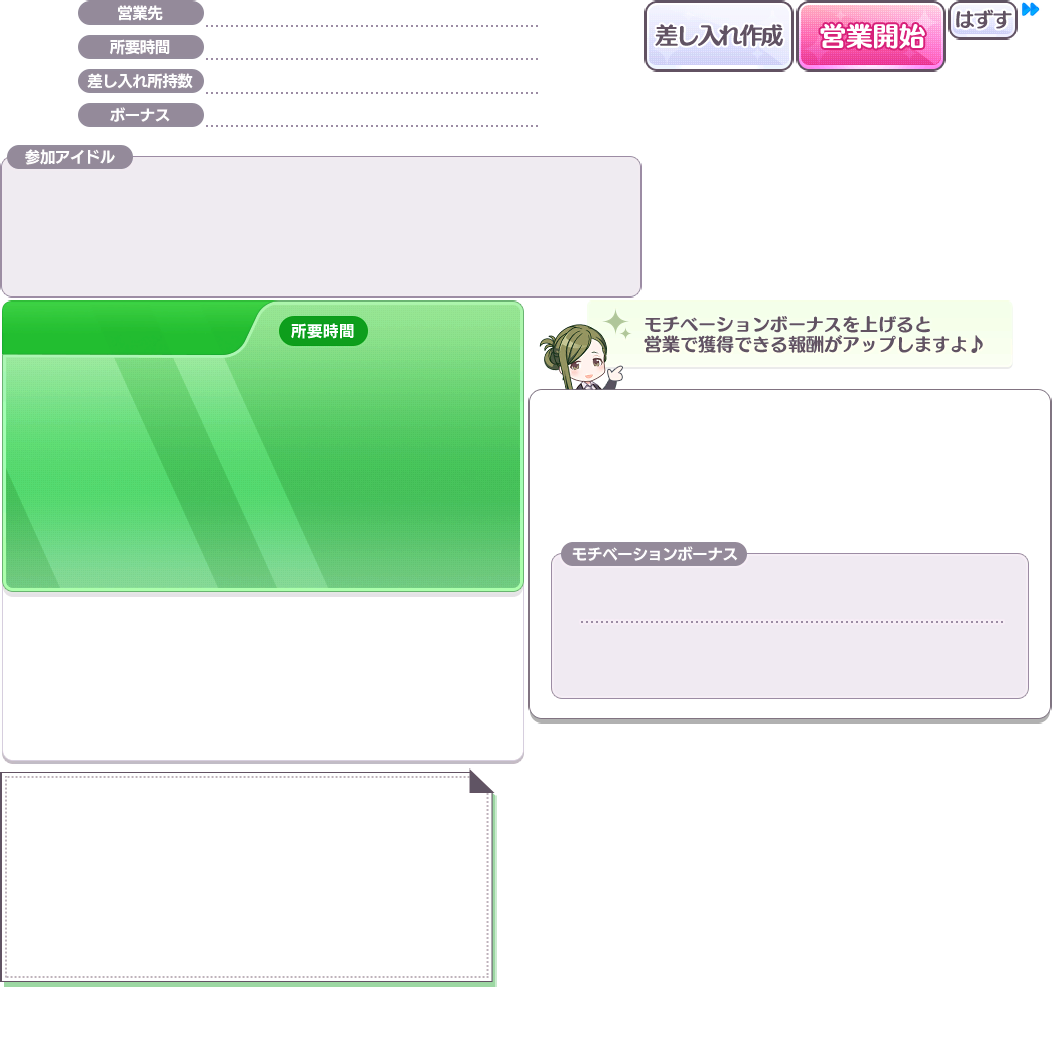 営業先
所要時間
差し入れ所持数
ボーナス
差し入れ作成
営業開始
はずす
参加アイドル
所要時間
モチベーションボーナスを上げると
営業で獲得できる報酬がアップしますよ♪
モチベーションボーナス